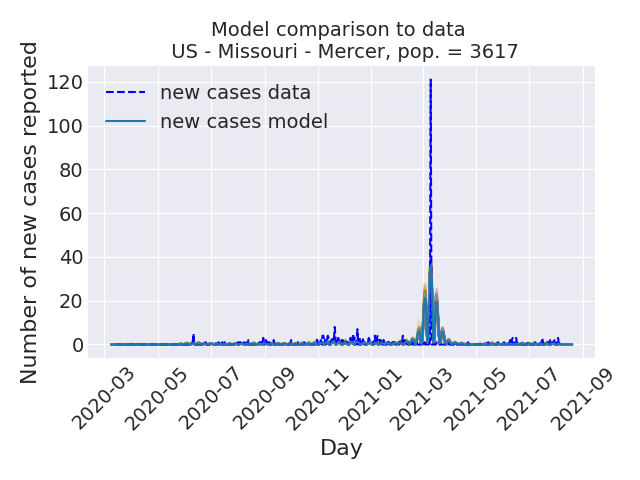 Model comparison to data
US - Missouri - Mercer, pop. = 3617
Number of new cases reported
120
100
80
60
40
20
0
new cases data
new cases model
2020-03
2020-05
2020-07
2020-09
2020-11
2021-01
2021-03
2021-05
2021-07
2021-09
Day